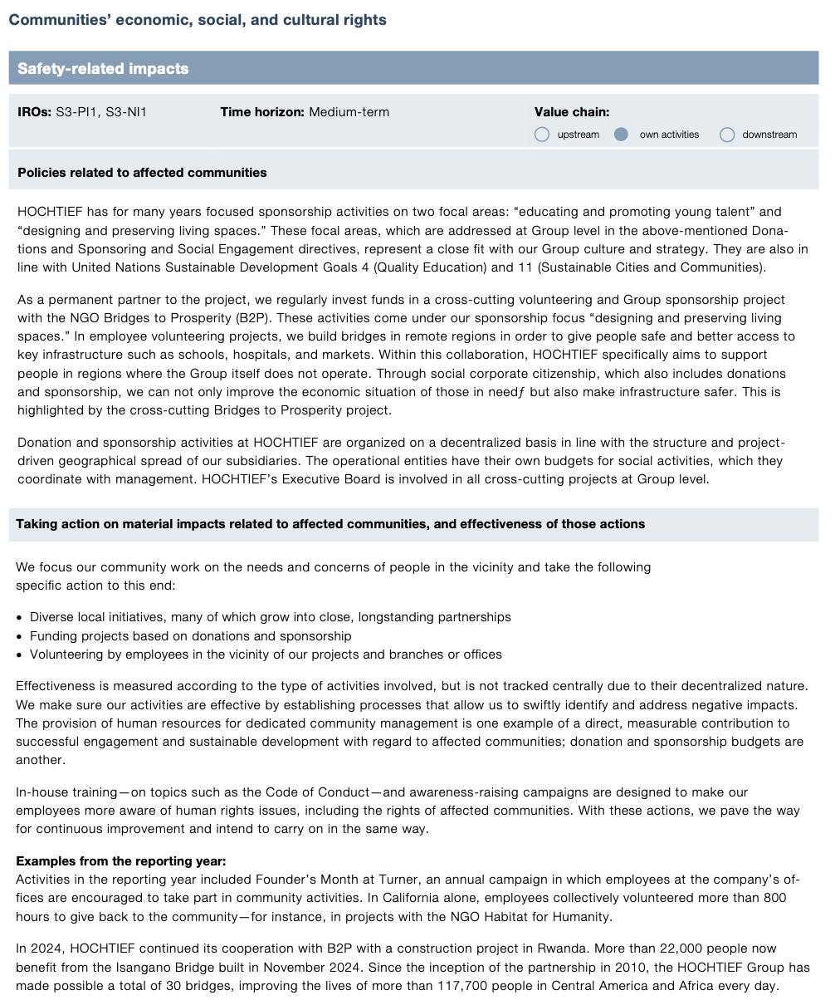 Communities' economic, social, and cultural rights
Safety-related impacts
IROs: S3-PI1, S3-NI1 Time horizon: Medium-term Value chain:
upstream own activities downstream
Policies related to affected communities
HOCHTIEF has for many years focused sponsorship activities on two focal areas: “educating and promoting young talent” and
“designing and preserving living spaces.” These focal areas, which are addressed at Group level in the above-mentioned Dona-
tions and Sponsoring and Social Engagement directives, represent a close fit with our Group culture and strategy. They are also in
line with United Nations Sustainable Development Goals 4 (Quality Education) and 11 (Sustainable Cities and Communities).
As a permanent partner to the project, we regularly invest funds in a cross-cutting volunteering and Group sponsorship project
with the NGO Bridges to Prosperity (B2P). These activities come under our sponsorship focus “designing and preserving living
spaces.” In employee volunteering projects, we build bridges in remote regions in order to give people safe and better access to
key infrastructure such as schools, hospitals, and markets. Within this collaboration, HOCHTIEF specifically aims to support
people in regions where the Group itself does not operate. Through social corporate citizenship, which also includes donations
and sponsorship, we can not only improve the economic situation of those in needƒ but also make infrastructure safer. This is
highlighted by the cross-cutting Bridges to Prosperity project.
Donation and sponsorship activities at HOCHTIEF are organized on a decentralized basis in line with the structure and project-
driven geographical spread of our subsidiaries. The operational entities have their own budgets for social activities, which they
coordinate with management. HOCHTIEF's Executive Board is involved in all cross-cutting projects at Group level.
Taking action on material impacts related to affected communities, and effectiveness of those actions
We focus our community work on the needs and concerns of people in the vicinity and take the following
specific action to this end:
• Diverse local initiatives, many of which grow into close, longstanding partnerships
• Funding projects based on donations and sponsorship
• Volunteering by employees in the vicinity of our projects and branches or offices
Effectiveness is measured according to the type of activities involved, but is not tracked centrally due to their decentralized nature.
We make sure our activities are effective by establishing processes that allow us to swiftly identify and address negative impacts.
The provision of human resources for dedicated community management is one example of a direct, measurable contribution to
successful engagement and sustainable development with regard to affected communities; donation and sponsorship budgets are
another.
In-house training—on topics such as the Code of Conduct—and awareness-raising campaigns are designed to make our
employees more aware of human rights issues, including the rights of affected communities. With these actions, we pave the way
for continuous improvement and intend to carry on in the same way.
Examples from the reporting year:
Activities in the reporting year included Founder's Month at Turner, an annual campaign in which employees at the company's of-
fices are encouraged to take part in community activities. In California alone, employees collectively volunteered more than 800
hours to give back to the community—for instance, in projects with the NGO Habitat for Humanity.
In 2024, HOCHTIEF continued its cooperation with B2P with a construction project in Rwanda. More than 22,000 people now
benefit from the Isangano Bridge built in November 2024. Since the inception of the partnership in 2010, the HOCHTIEF Group has
made possible a total of 30 bridges, improving the lives of more than 117,700 people in Central America and Africa every day.